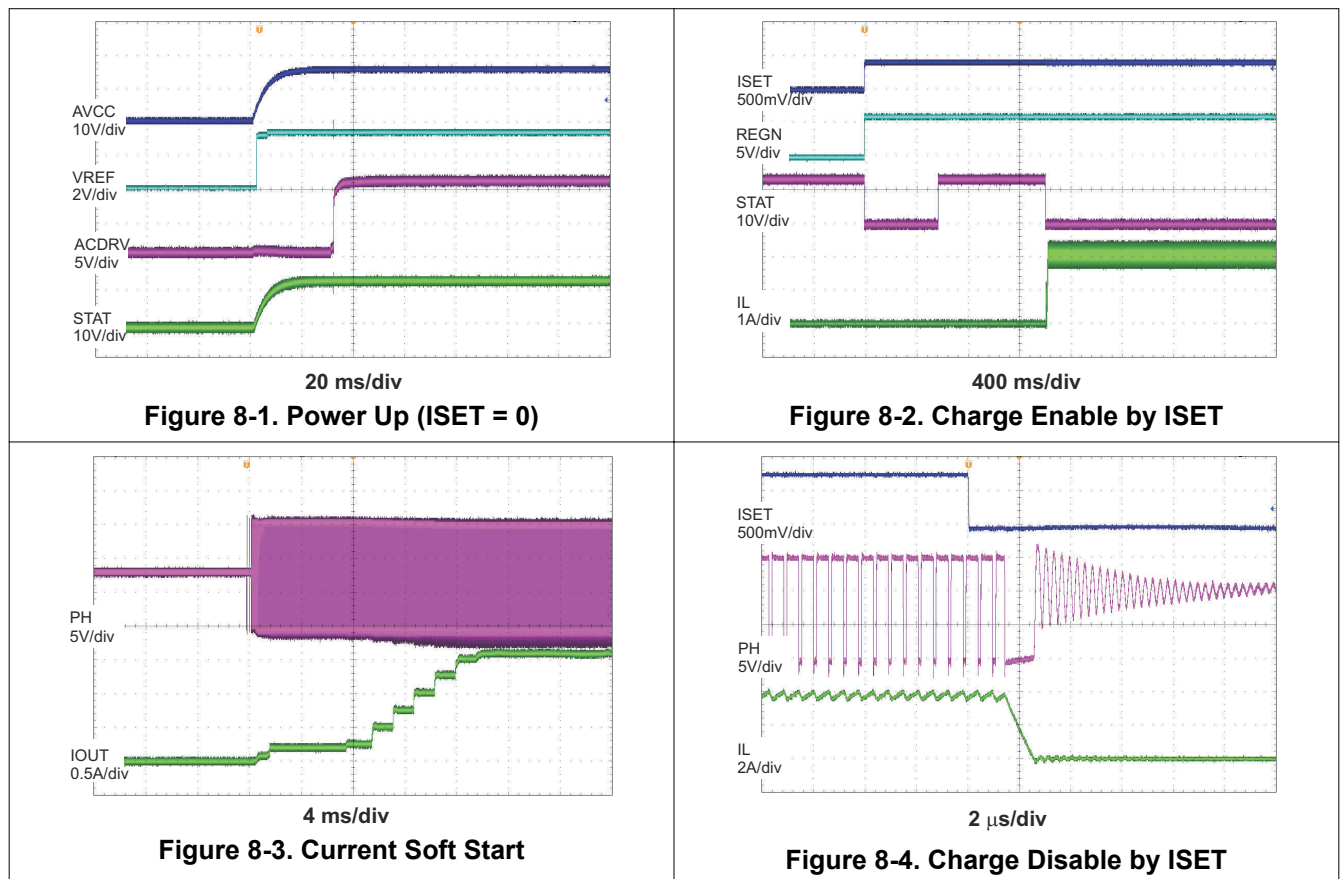 T
AVCC
10V/div
VREF
2V/div
ACDRV
5V/div
STAT
10V/div
20 ms/div
Figure 8-1. Power Up (ISET = 0)
T
ISET
500mV/div
REGN
5V/div
STAT
10V/div
IL
1A/div
400 ms/div
Figure 8-2. Charge Enable by ISET
T
PH
5V/div
IOUT
0.5A/div
4 ms/div
Figure 8-3. Current Soft Start
T
ISET
500mV/div
PH
5V/div
IL
2A/div
2 μs/div
Figure 8-4. Charge Disable by ISET